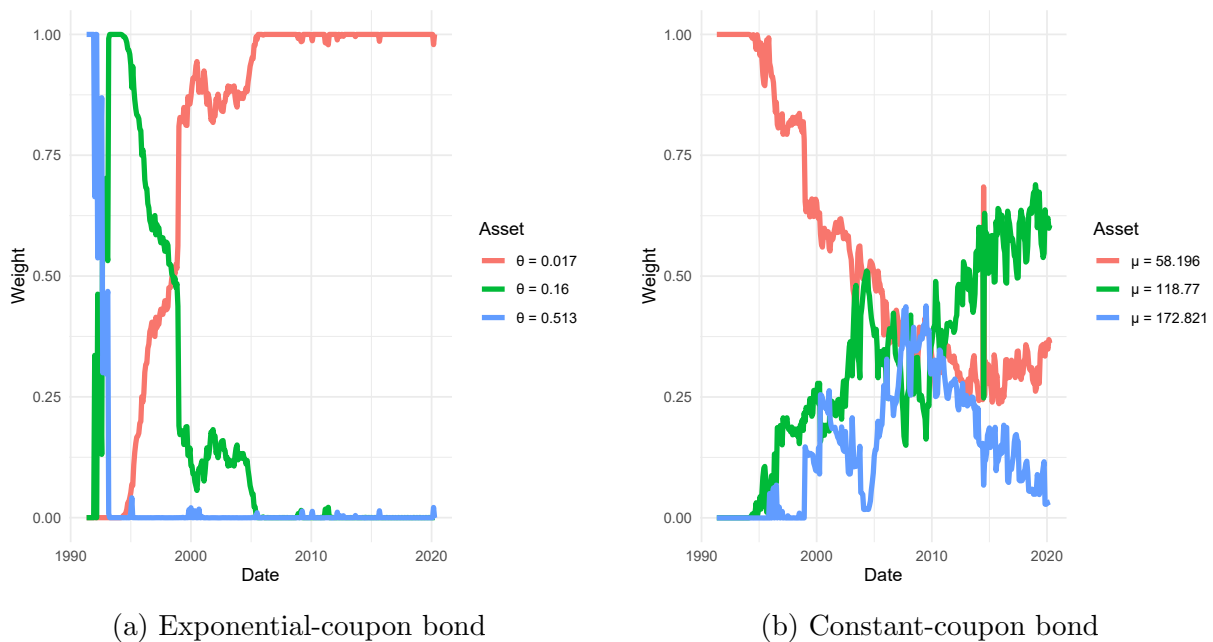 1.00
0.75
0.50
0.25
0.00
Weight
1990 2000 2010 2020
Date
Asset
θ = 0.017
θ = 0.16
θ = 0.513
(a) Exponential-coupon bond
1.00
0.75
0.50
0.25
0.00
Weight
1990 2000 2010 2020
Date
Asset
μ = 58.196
μ = 118.77
μ = 172.821
(b) Constant-coupon bond